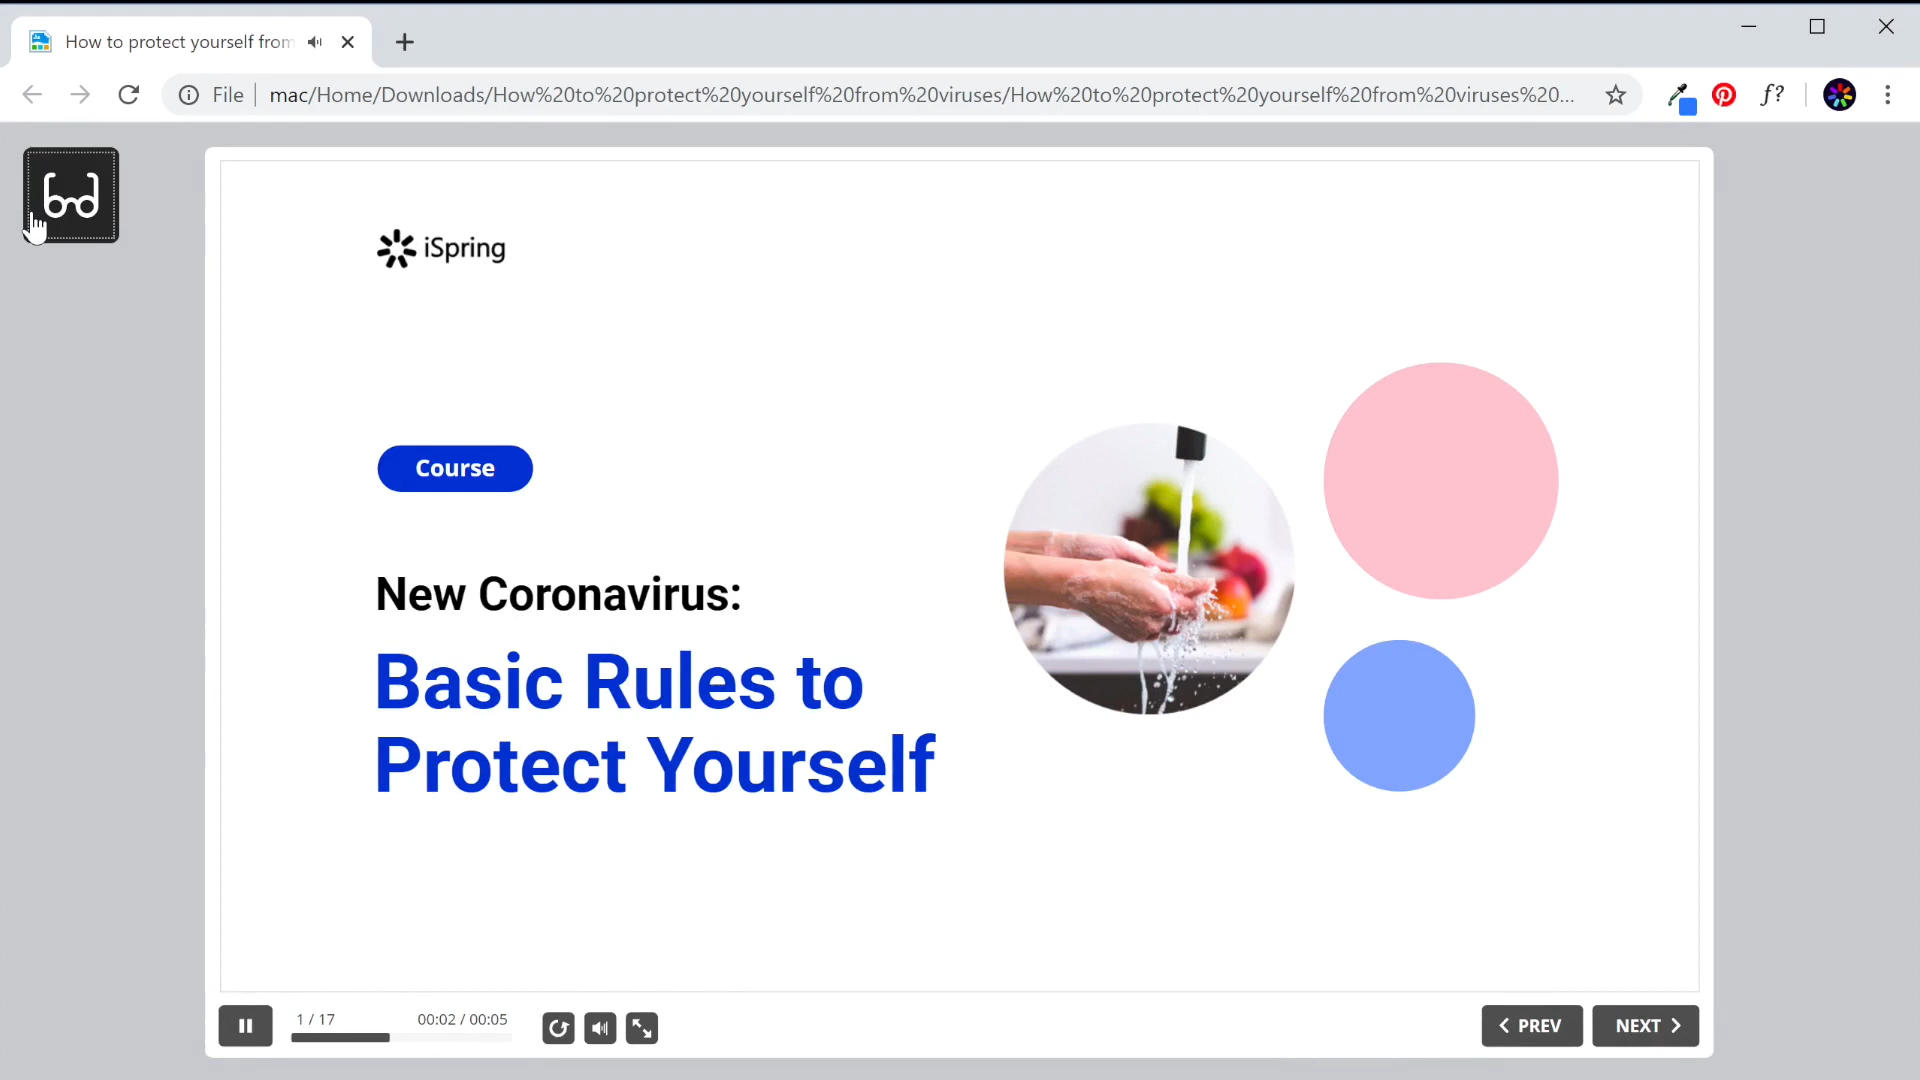 How to protect yourself from
File
mac/Home/Downloads/How%20to%20protect%20yourself%20from%20viruses/How%20to%20protect%20yourself%20from%20viruses%20...
f?
iSpring
Course
New Coronavirus:
Basic Rules to
Protect Yourself
1 / 17
00:02 / 00:05
PREV
NEXT